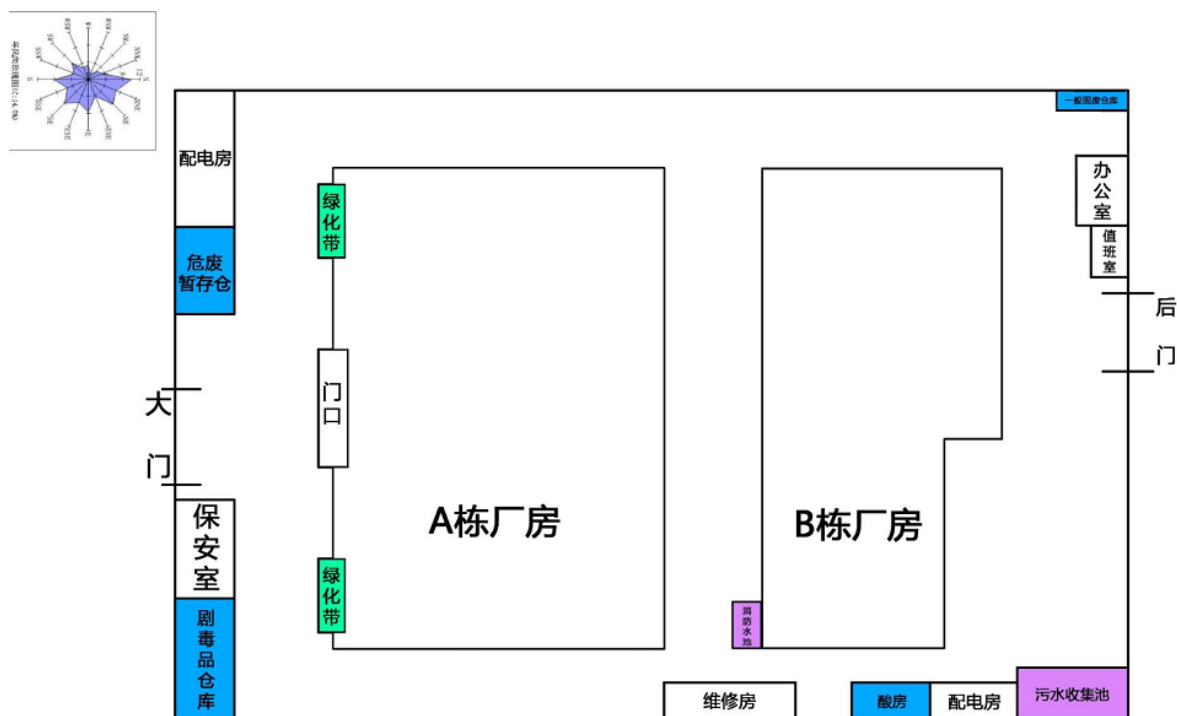 一般固废仓库
配电房
办
公
室
绿
化
带
值
班
室
危废
暂存仓
后
门
大
门
门
口
保
安
室
A栋厂房
B栋厂房
绿
化
带
剧
毒
品
仓
库
消
防
水
池
维修房
酸房
配电房
污水收集池